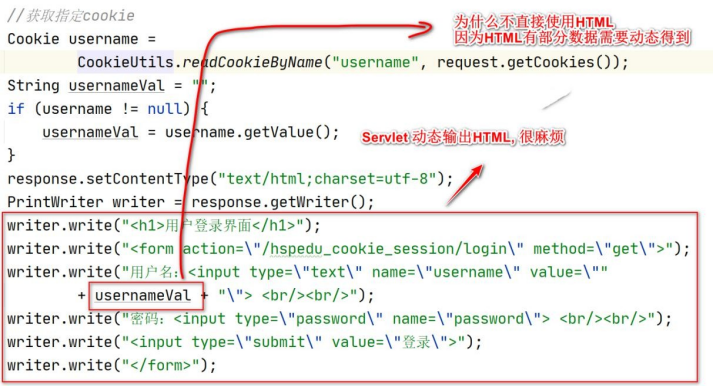 //获取指定cookie
Cookie username =
CookieUtils.readCookieByName("username", request.getCookies());
String usernameVal = "";
if (username != null) {
usernameVal = username.getValue();
}
response.setContentType("text/html;charset=utf-8");
PrintWriter writer = response.getWriter();
writer.write("<h1>用户登录界面</h1>");
writer.write("<form action=\"/hspedu_cookie_session/login\" method=\"get\">");
writer.write("用户名：<input type=\"text\" name=\"username\" value=\""
+ usernameVal + "\"> <br/><br/>");
writer.write("密码：<input type=\"password\" name=\"password\"> <br/><br/>");
writer.write("<input type=\"submit\" value=\"登录\">");
writer.write("</form>");
为什么不直接使用HTML
因为HTML有部分数据需要动态得到
Servlet 动态输出HTML, 很麻烦